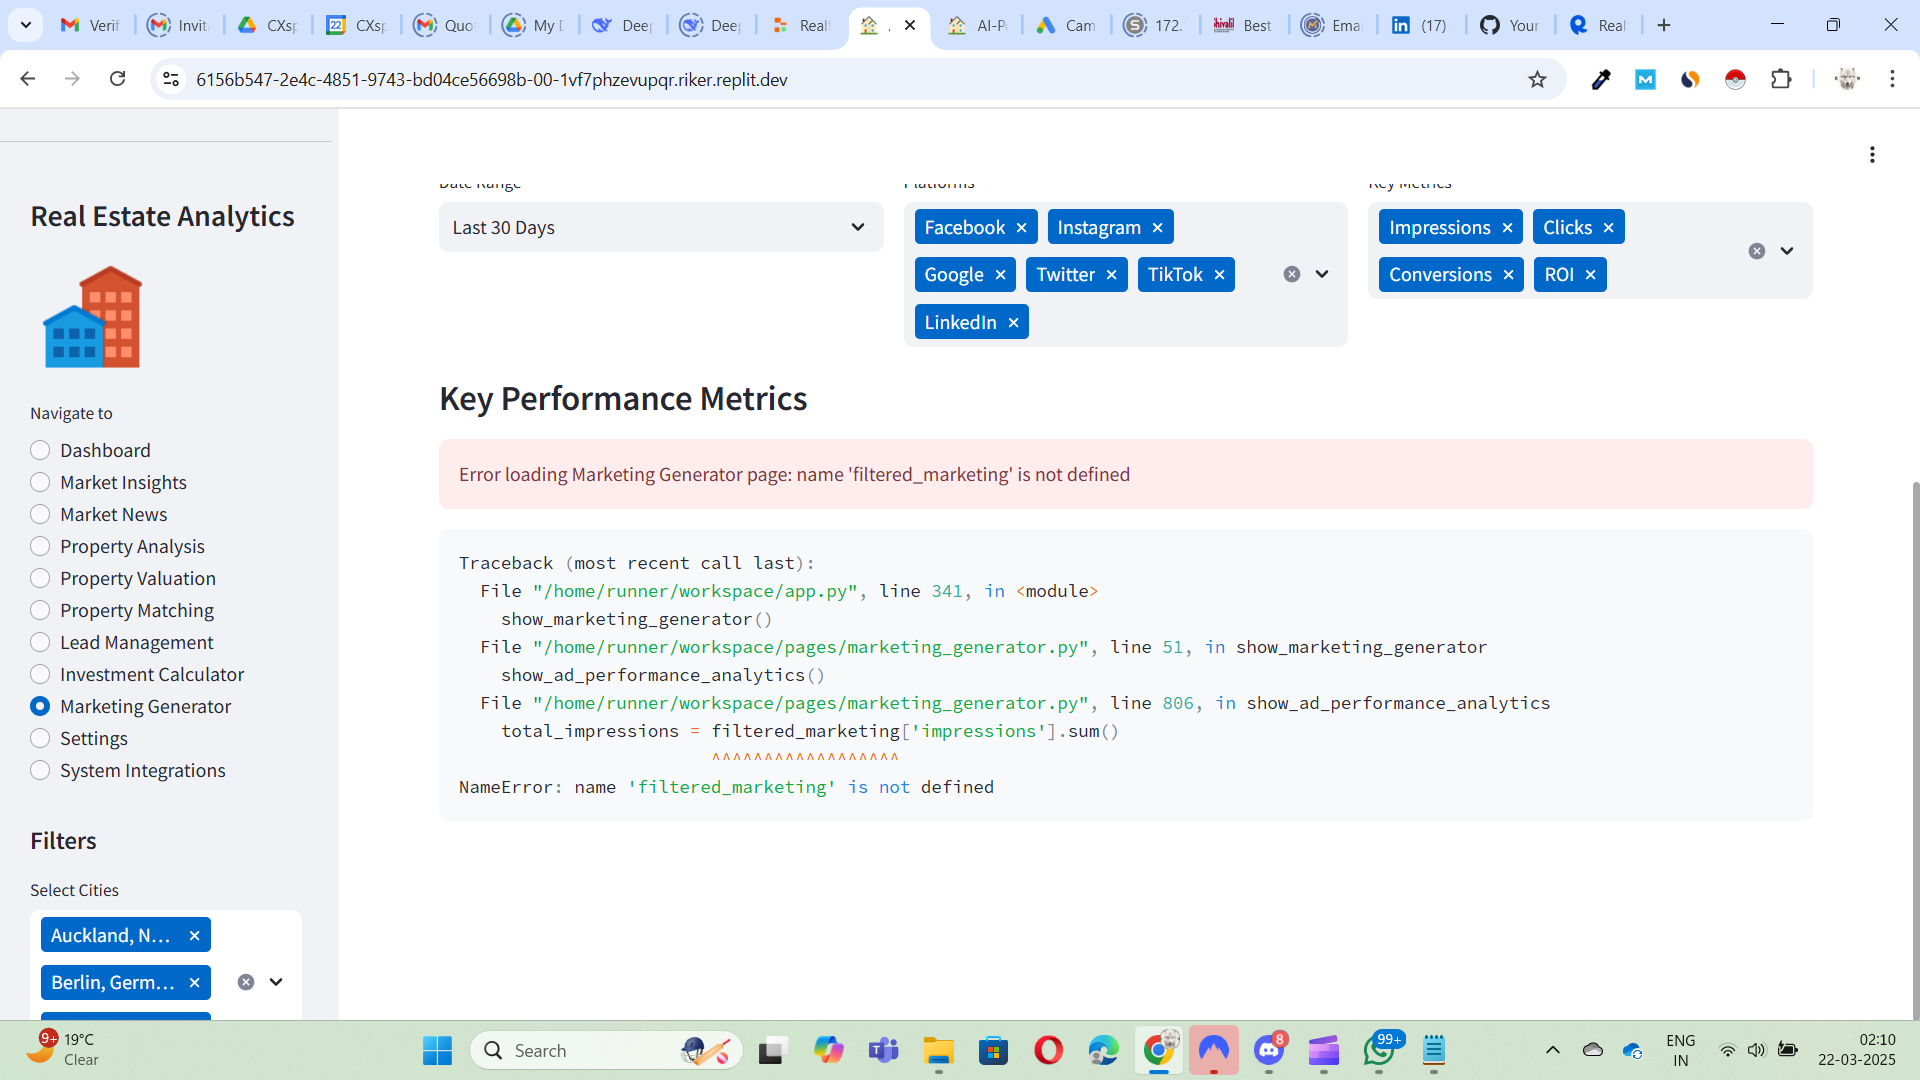 Verif
Invit
CXsp
22
CXsp
Quo
My D
Deep
Deep
Realt
.
AI-Po
Cam
172.
Best
Emai
(17)
Your
Real
6156b547-2e4c-4851-9743-bd04ce56698b-00-1vf7phzevupqr.riker.replit.dev
Real Estate Analytics
Navigate to
Dashboard
Market Insights
Market News
Property Analysis
Property Valuation
Property Matching
Lead Management
Investment Calculator
Marketing Generator
Settings
System Integrations
Filters
Select Cities
Auckland, N...
Berlin, Germ...
Date Range
Platforms
Key Metrics
Last 30 Days
Facebook
Instagram
Google
Twitter
TikTok
LinkedIn
Impressions
Clicks
Conversions
ROI
Key Performance Metrics
Error loading Marketing Generator page: name 'filtered_marketing' is not defined
Traceback (most recent call last):
File "/home/runner/workspace/app.py", line 341, in <module>
show_marketing_generator()
File "/home/runner/workspace/pages/marketing_generator.py", line 51, in show_marketing_generator
show_ad_performance_analytics()
File "/home/runner/workspace/pages/marketing_generator.py", line 806, in show_ad_performance_analytics
total_impressions = filtered_marketing['impressions'].sum()
^^^^^^^^^^^^^^^^^^
NameError: name 'filtered_marketing' is not defined
9+
19°C
Clear
Search
8
99+
ENG
IN
02:10
22-03-2025